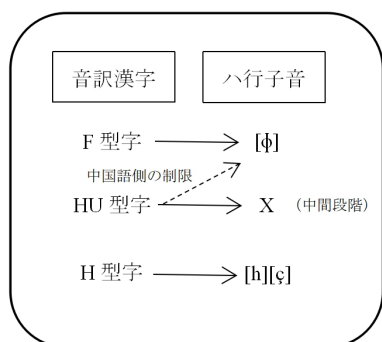 音訳漢字 ハ行子音
F 型字 [ɸ]
中国語側の制限
HU 型字 X (中間段階)
H 型字 [h][ç]